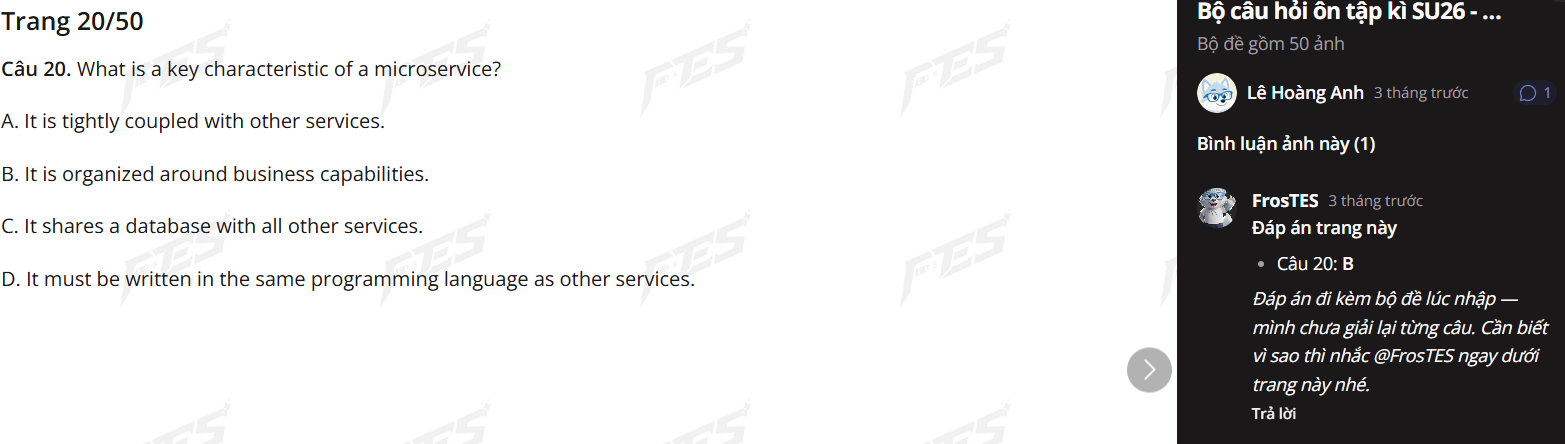 Trang 20/50
Câu 20. What is a key characteristic of a microservice?
A. It is tightly coupled with other services.
B. It is organized around business capabilities.
C. It shares a database with all other services.
D. It must be written in the same programming language as other services.
Bộ câu hỏi ôn tập kì SU26 - ...
Bộ đề gồm 50 ảnh
Lê Hoàng Anh 3 tháng trước 1
Bình luận ảnh này (1)
FrosTES 3 tháng trước
Đáp án trang này
Câu 20: B
Đáp án đi kèm bộ đề lúc nhập —
mình chưa giải lại từng câu. Cần biết
vì sao thì nhắc @FrosTES ngay dưới
trang này nhé.
Trả lời